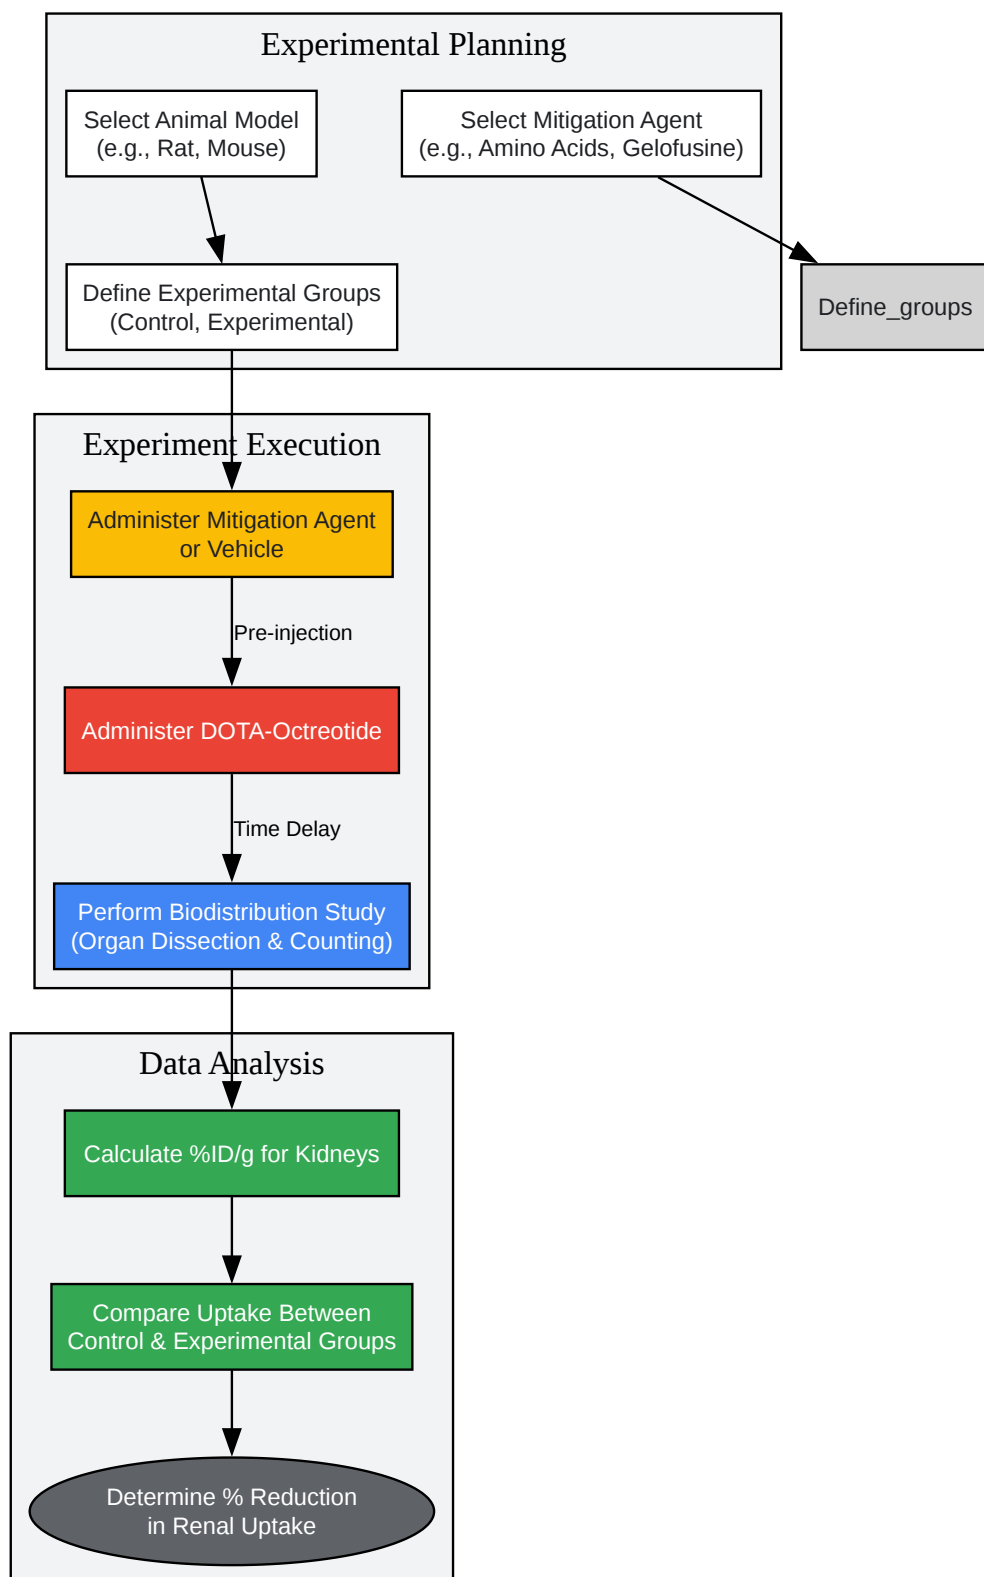 Experimental Planning
Select Animal Model
(e.g., Rat, Mouse)
Select Mitigation Agent
(e.g., Amino Acids, Gelofusine)
Define Experimental Groups
(Control, Experimental)
Define_groups
Experiment Execution
Administer Mitigation Agent
or Vehicle
Pre-injection
Administer DOTA-Octreotide
Time Delay
Perform Biodistribution Study
(Organ Dissection & Counting)
Data Analysis
Calculate %ID/g for Kidneys
Compare Uptake Between
Control & Experimental Groups
Determine % Reduction
in Renal Uptake